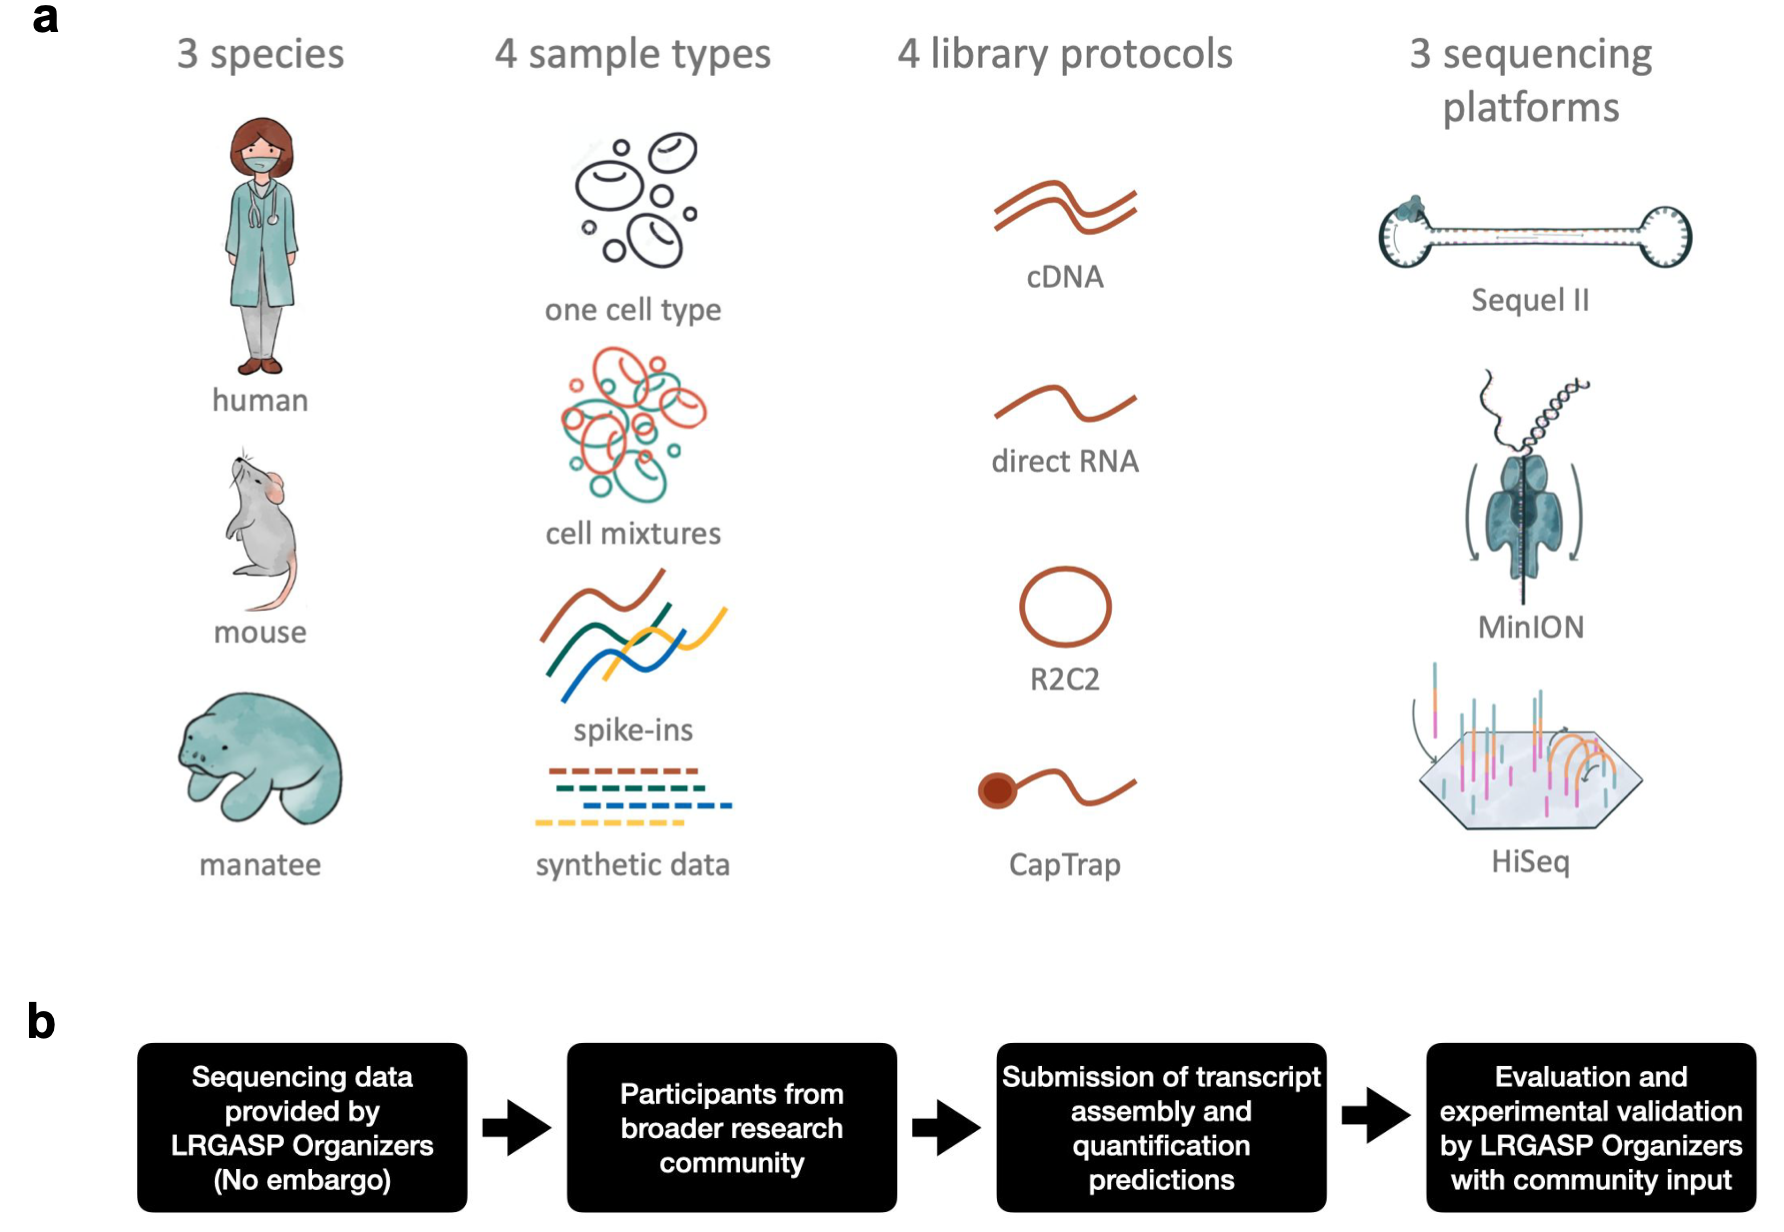 a
3 species
human
mouse
manatee
4 sample types
one cell type
cell mixtures
spike-ins
synthetic data
4 library protocols
cDNA
direct RNA
R2C2
CapTrap
3 sequencing
platforms
Sequel II
MinION
HiSeq
b
Sequencing data
provided by
LRGASP Organizers
(No embargo)
Participants from
broader research
community
Submission of transcript
assembly and
quantification
predictions
Evaluation and
experimental validation
by LRGASP Organizers
with community input